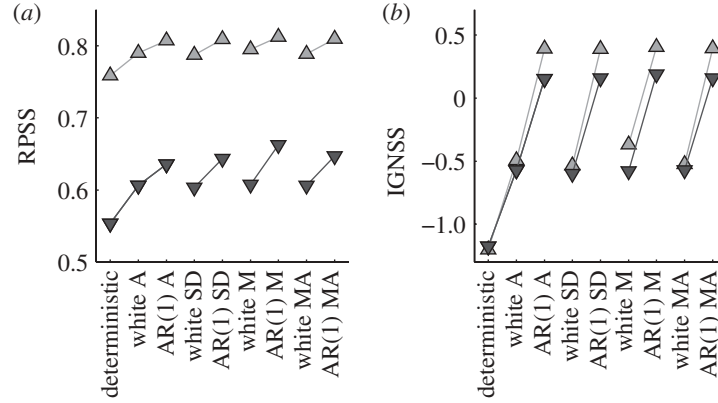 (a)
(b)
RPSS
0.8
0.7
0.6
0.5
deterministic
white A
AR(1) A
white SD
AR(1) SD
white M
AR(1) M
white MA
AR(1) MA
IGNSS
0.5
0
−0.5
−1.0
deterministic
white A
AR(1) A
white SD
AR(1) SD
white M
AR(1) M
white MA
AR(1) MA